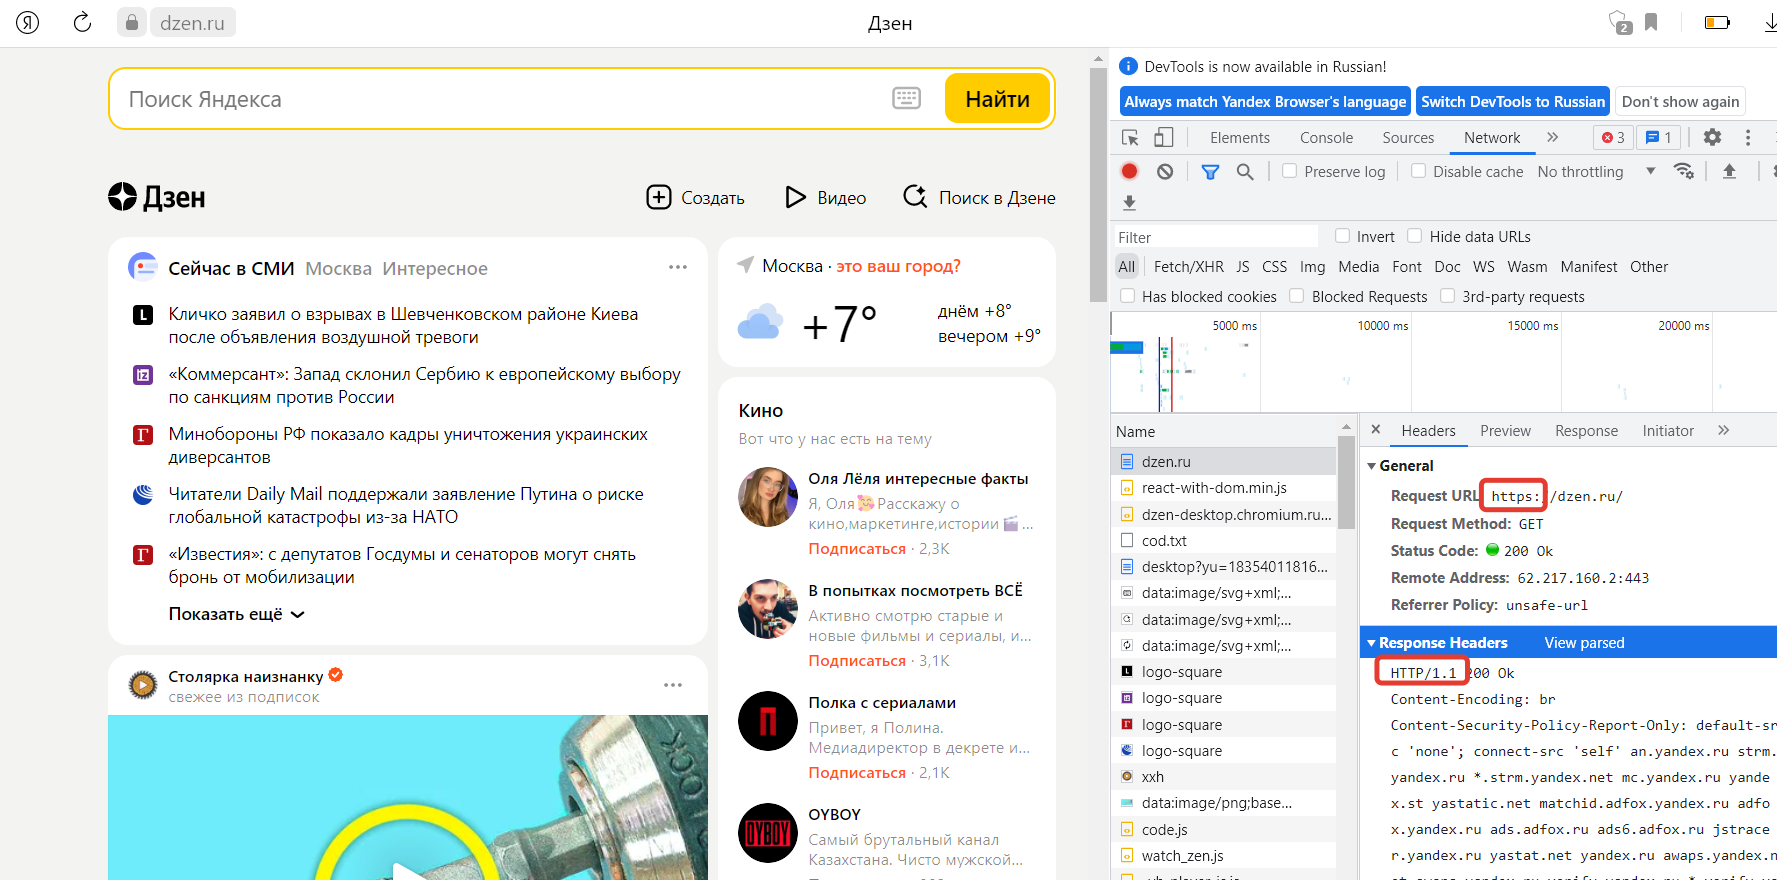 Я dzen.ru Дзен 2
Поиск Яндекса Найти
Дзен Создать Видео Поиск в Дзене
Сейчас в СМИ Москва Интересное
Кличко заявил о взрывах в Шевченковском районе Киева
после объявления воздушной тревоги
«Коммерсант»: Запад склонил Сербию к европейскому выбору
по санкциям против России
Минобороны РФ показало кадры уничтожения украинских
диверсантов
Читатели Daily Mail поддержали заявление Путина о риске
глобальной катастрофы из-за НАТО
«Известия»: с депутатов Госдумы и сенаторов могут снять
бронь от мобилизации
Показать ещё
Столярка наизнанку
свежее из подписок
Москва · это ваш город?
+7°
днём +8°
вечером +9°
Кино
Вот что у нас есть на тему
Оля Лёля интересные факты
Я, Оля🥰Расскажу о
кино,маркетинге,истории🎬...
Подписаться · 2,3K
В попытках посмотреть ВСЁ
Активно смотрю старые и
новые фильмы и сериалы, и...
Подписаться · 3,1K
Полка с сериалами
Привет, я Полина.
Медиадиректор в декрете и...
Подписаться · 2,1K
OYBOY
OYBOY
Самый брутальный канал
Казахстана. Чисто мужской...
DevTools is now available in Russian!
Always match Yandex Browser's language Switch DevTools to Russian Don't show again
Elements Console Sources Network 3 1
Preserve log Disable cache No throttling
Filter Invert Hide data URLs
All Fetch/XHR JS CSS Img Media Font Doc WS Wasm Manifest Other
Has blocked cookies Blocked Requests 3rd-party requests
5000 ms 10000 ms 15000 ms 20000 ms
Name
dzen.ru
react-with-dom.min.js
dzen-desktop.chromium.ru...
cod.txt
desktop?yu=18354011816...
data:image/svg+xml;...
data:image/svg+xml;...
data:image/svg+xml;...
logo-square
logo-square
logo-square
logo-square
xxh
data:image/png;base...
code.js
watch_zen.js
Headers Preview Response Initiator
General
Request URL https://dzen.ru/
Request Method: GET
Status Code: 200 Ok
Remote Address: 62.217.160.2:443
Referrer Policy: unsafe-url
Response Headers View parsed
HTTP/1.1 200 Ok
Content-Encoding: br
Content-Security-Policy-Report-Only: default-sr
c 'none'; connect-src 'self' an.yandex.ru strm.
yandex.ru *.strm.yandex.net mc.yandex.ru yande
x.st yastatic.net matchid.adfox.yandex.ru adfo
x.yandex.ru ads.adfox.ru ads6.adfox.ru jstrace
r.yandex.ru yastat.net yandex.ru awaps.yandex.n